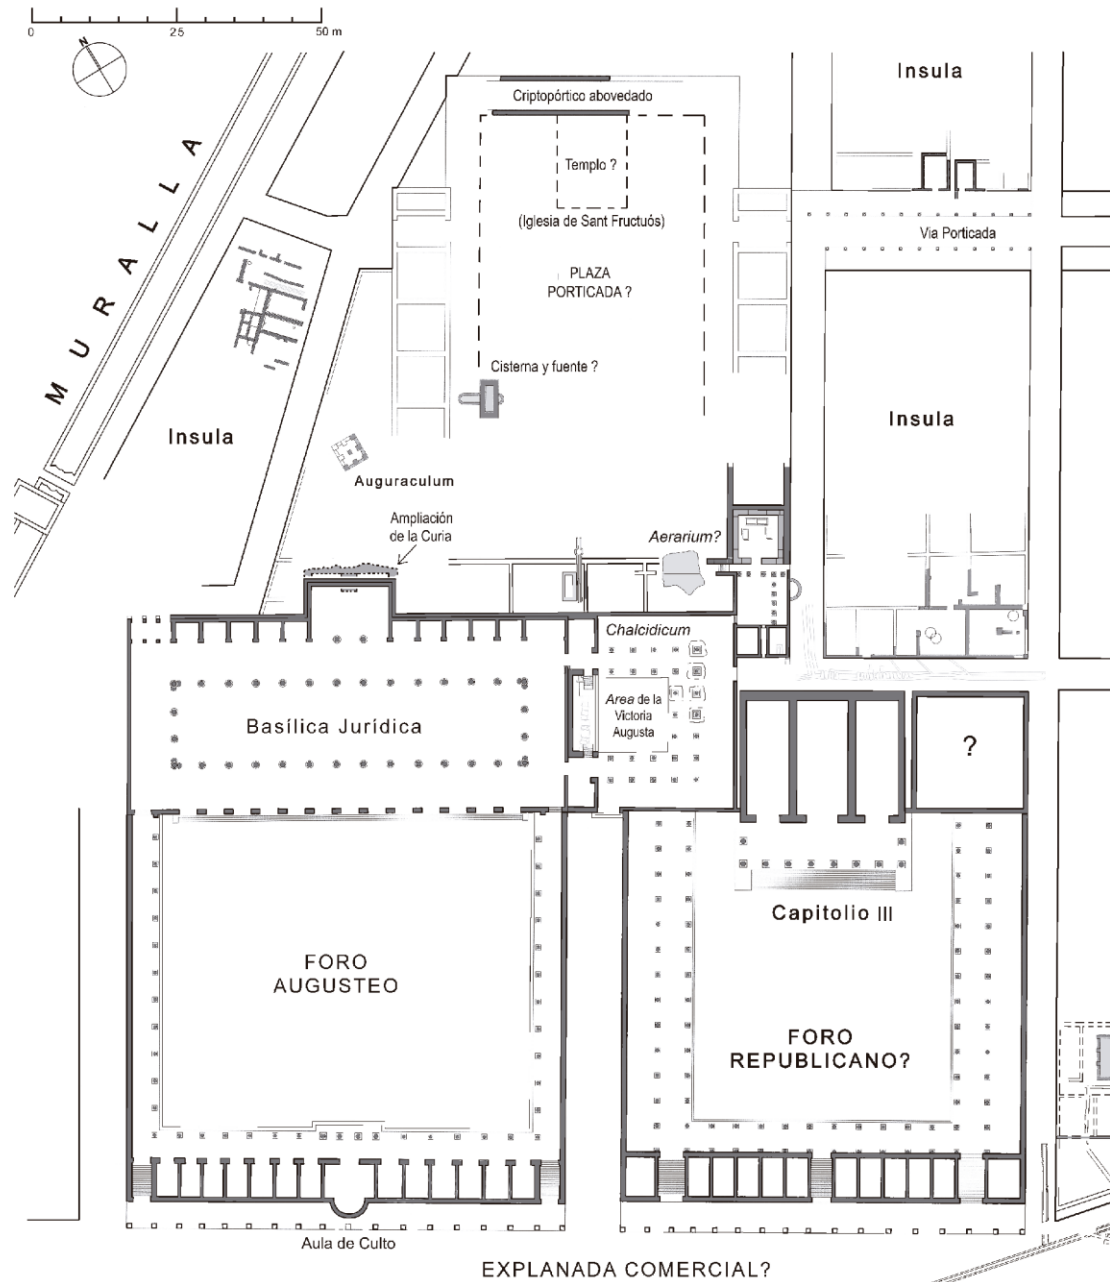 0 25 50 m
N
Insula
Criptopórtico abovedado
MURALLA
Templo ?
(Iglesia de Sant Fructuós)
Via Porticada
PLAZA
PORTICADA ?
Cisterna y fuente ?
Insula
Insula
Auguraculum
Ampliación
de la Curia
Aerarium?
Chalcidicum
Area de la
Victoria
Augusta
Basílica Jurídica
?
Capitolio III
FORO
AUGUSTEO
FORO
REPUBLICANO?
Aula de Culto
EXPLANADA COMERCIAL?